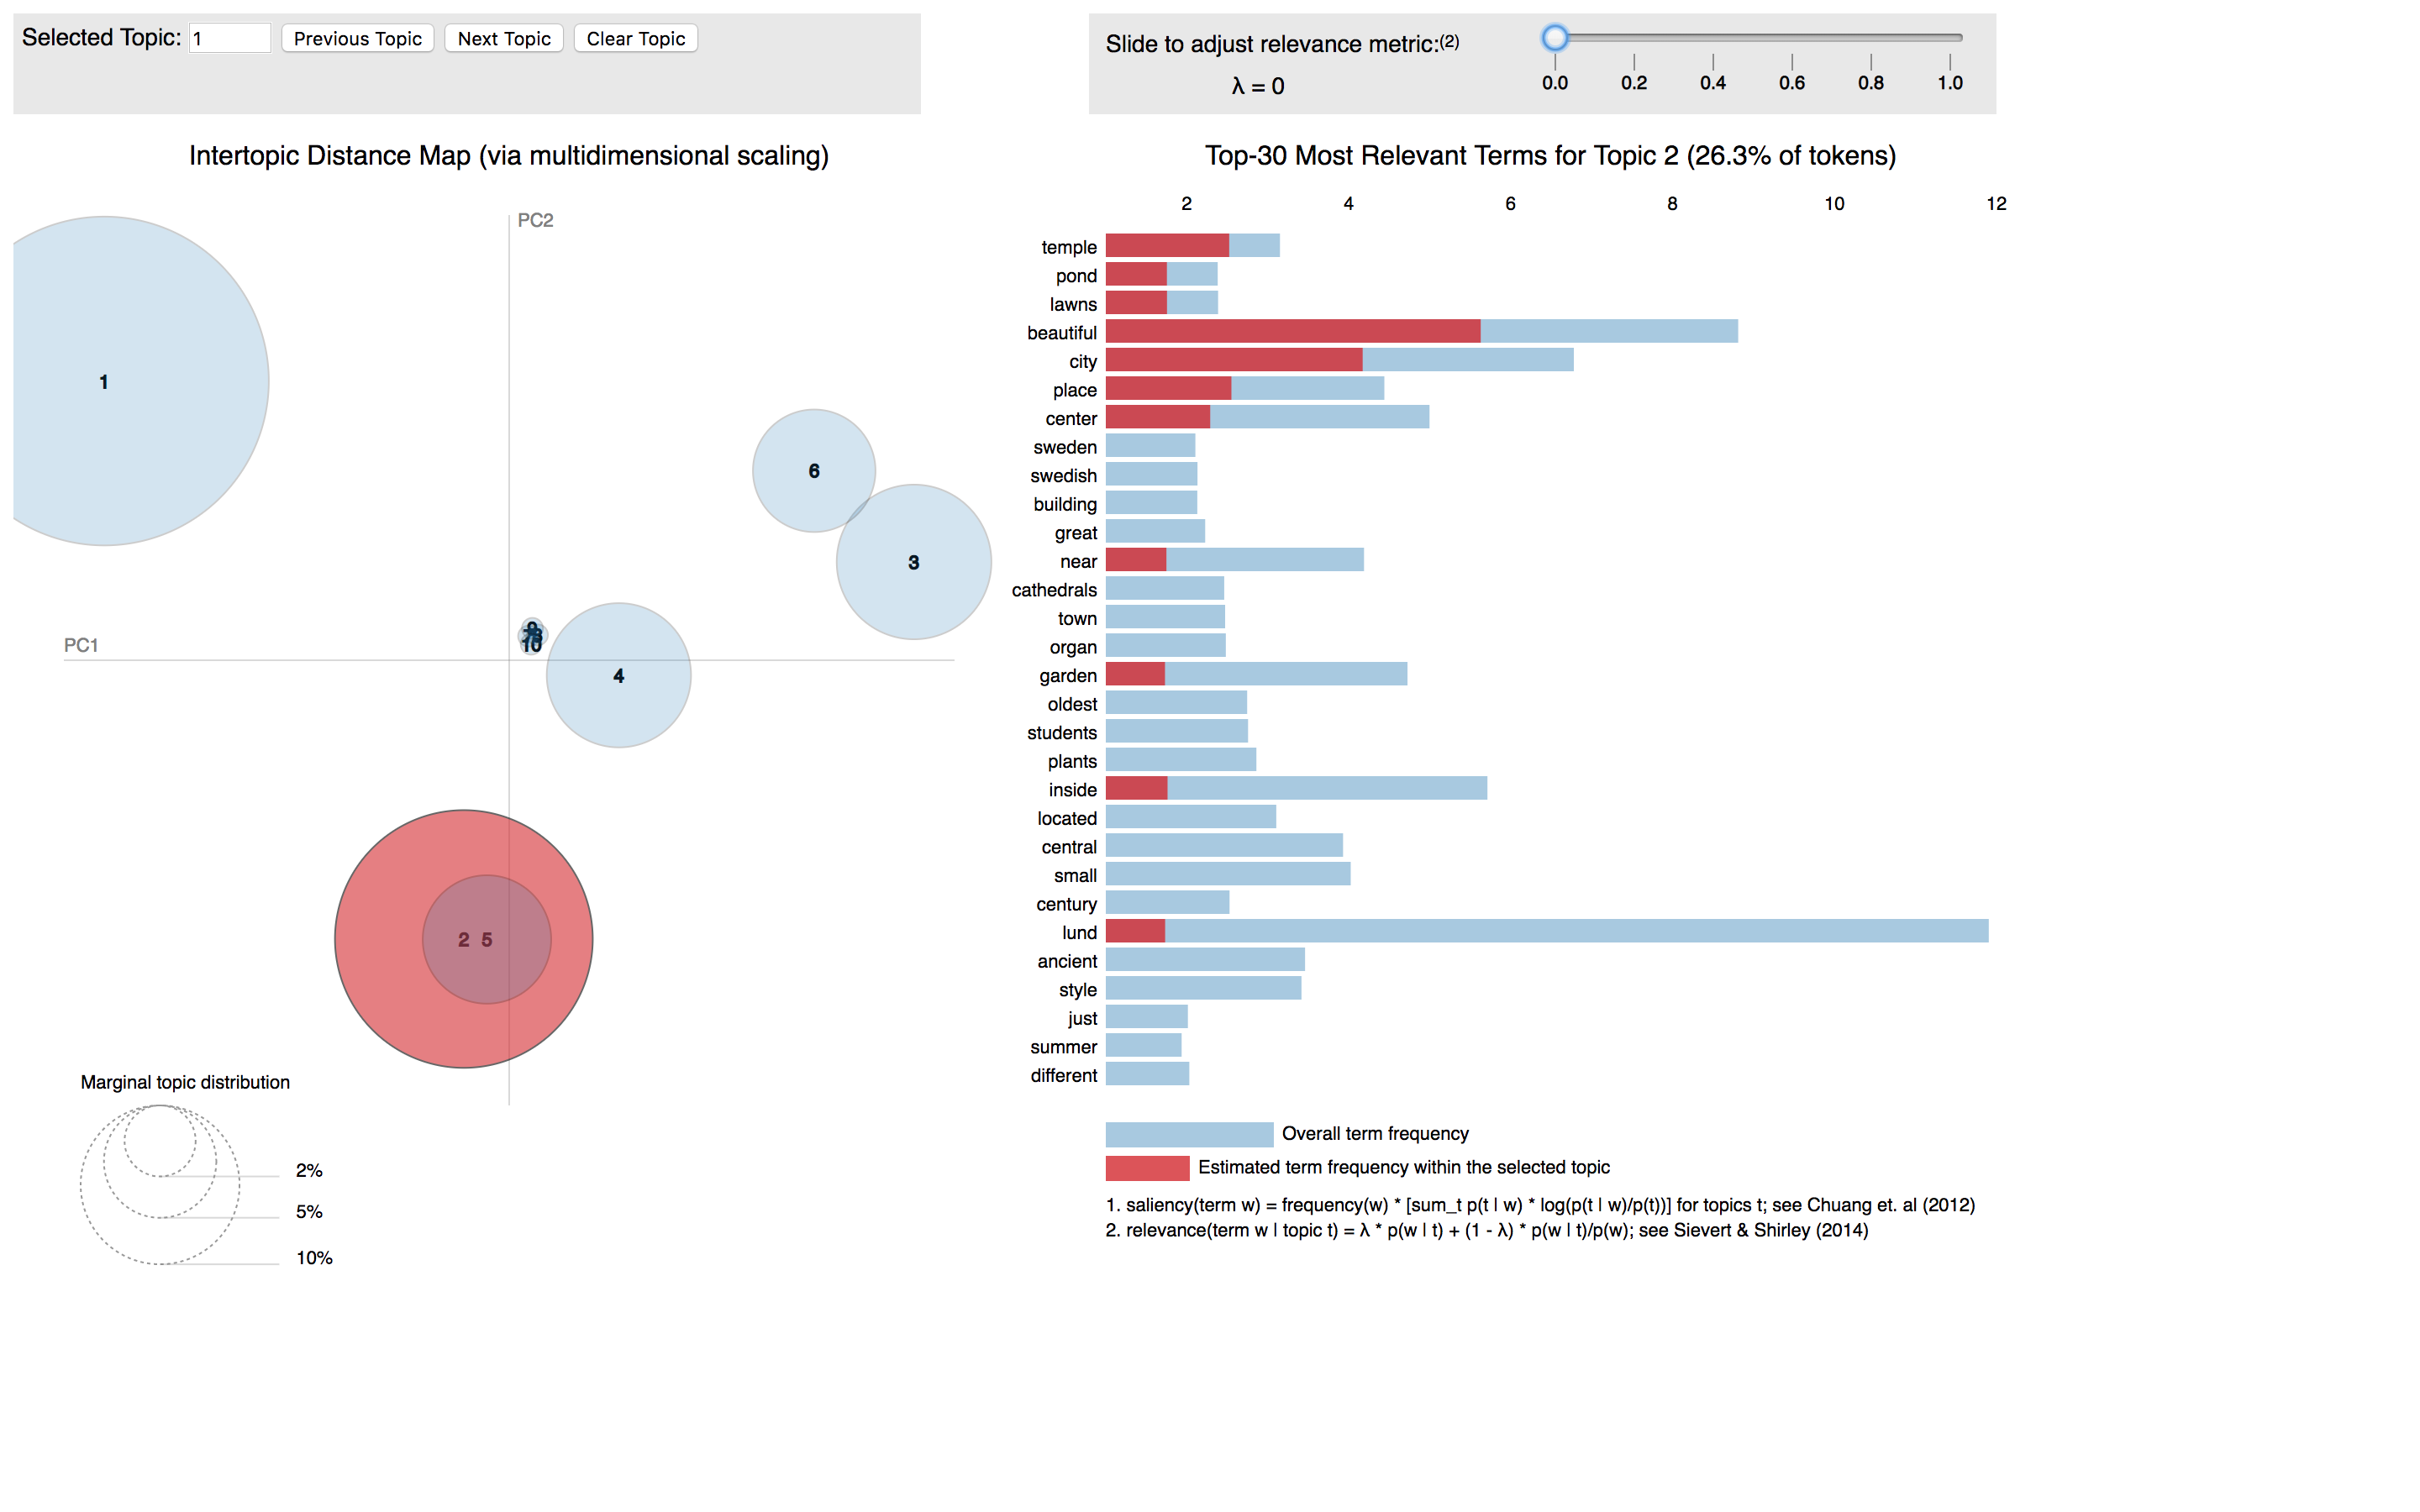 Selected Topic: 1 Previous Topic Next Topic Clear Topic
Slide to adjust relevance metric:(2)
λ = 0
0.0 0.2 0.4 0.6 0.8 1.0
Intertopic Distance Map (via multidimensional scaling)
PC2
PC1
1
6
3
4
10
2 5
Marginal topic distribution
2%
5%
10%
Top-30 Most Relevant Terms for Topic 2 (26.3% of tokens)
2 4 6 8 10 12
temple
pond
lawns
beautiful
city
place
center
sweden
swedish
building
great
near
cathedrals
town
organ
garden
oldest
students
plants
inside
located
central
small
century
lund
ancient
style
just
summer
different
Overall term frequency
Estimated term frequency within the selected topic
1. saliency(term w) = frequency(w) * [sum_t p(t | w) * log(p(t | w)/p(t))] for topics t; see Chuang et. al (2012)
2. relevance(term w | topic t) = λ * p(w | t) + (1 - λ) * p(w | t)/p(w); see Sievert & Shirley (2014)